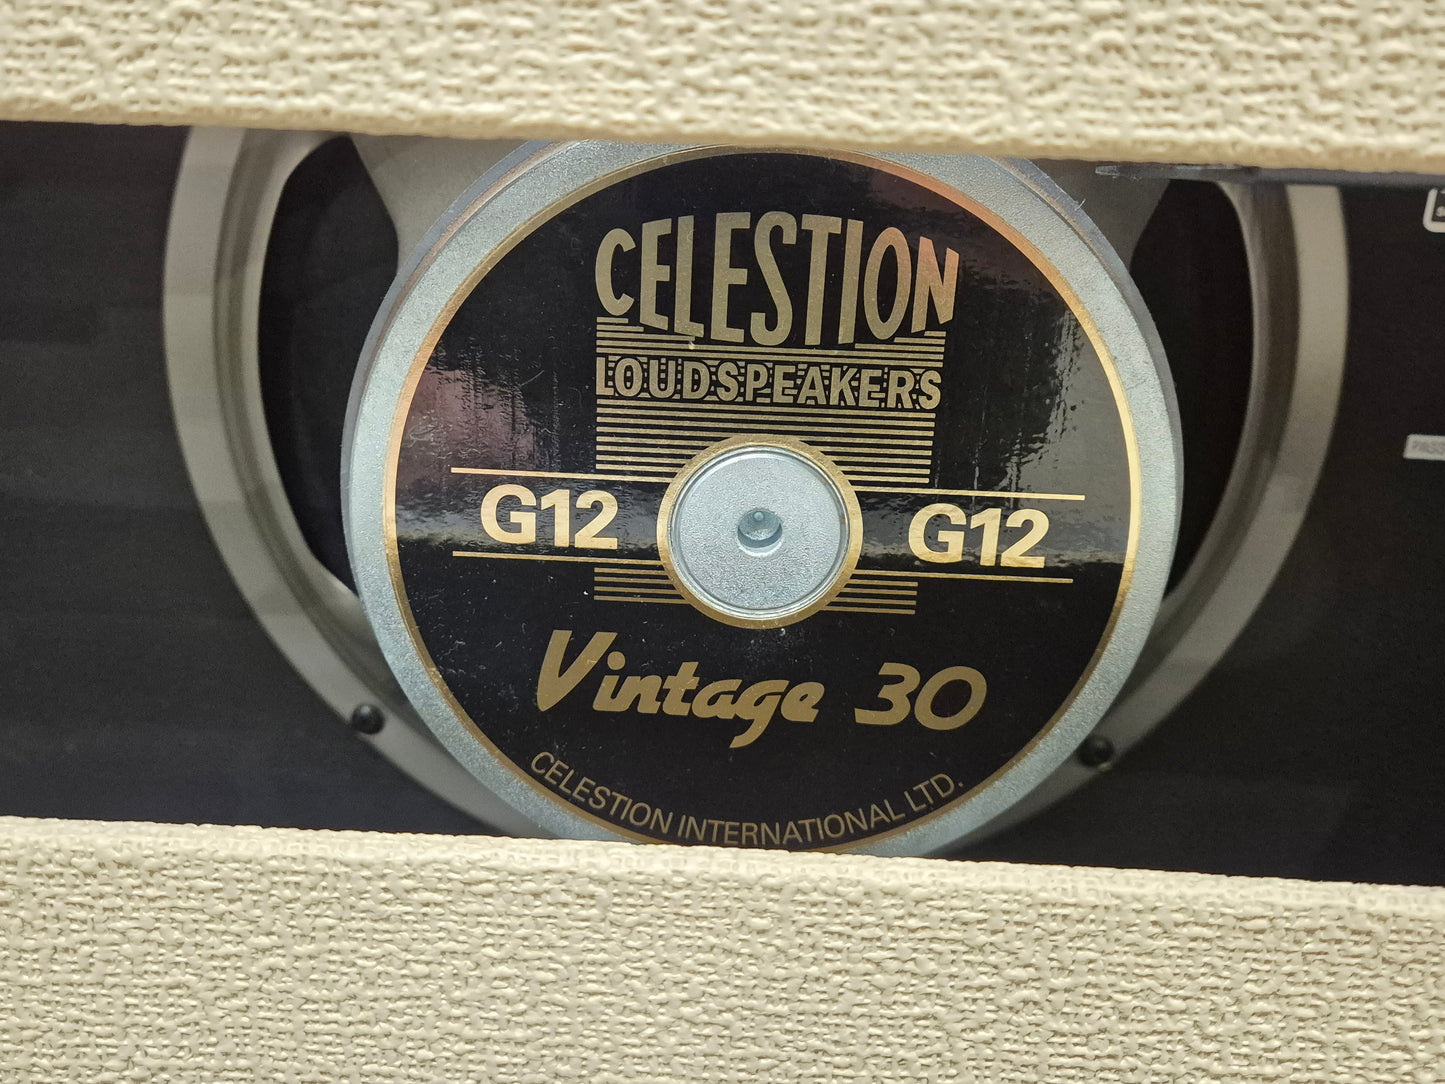 CELESTION
LOUDSPEAKERS
G12 G12
Vintage 30
CELESTION INTERNATIONAL LTD.